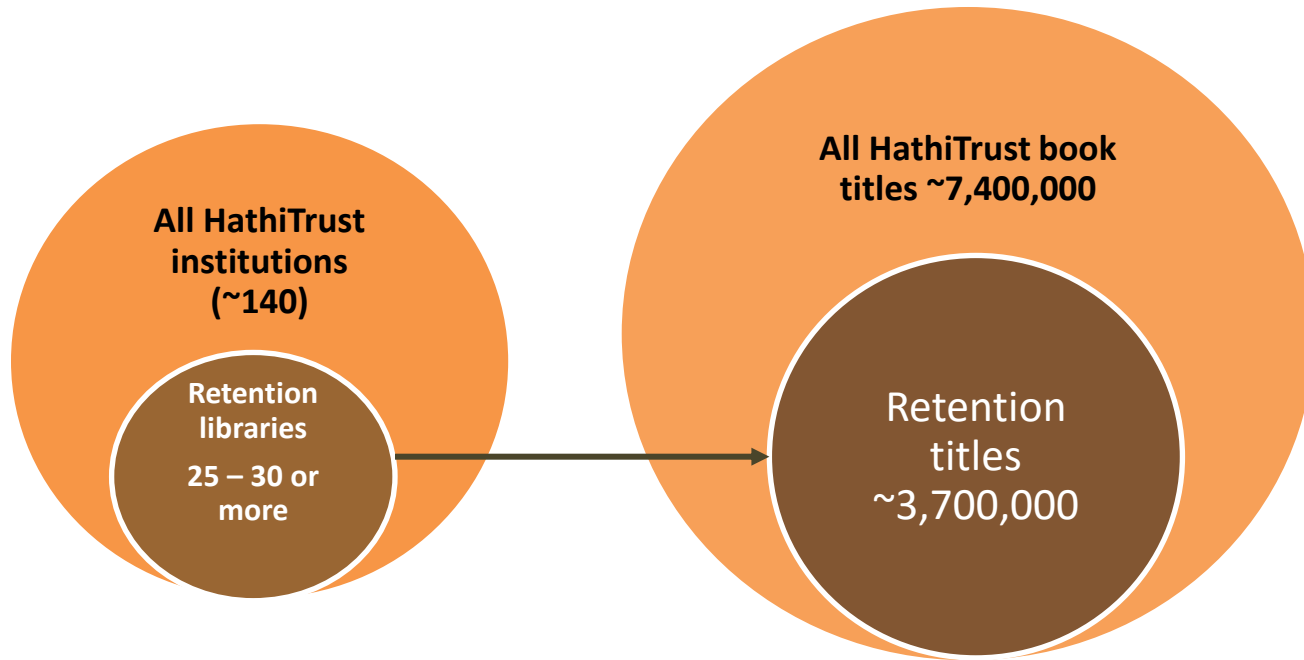 All HathiTrust
institutions
(~140)
Retention
libraries
25 – 30 or
more
All HathiTrust book
titles ~7,400,000
Retention
titles
~3,700,000